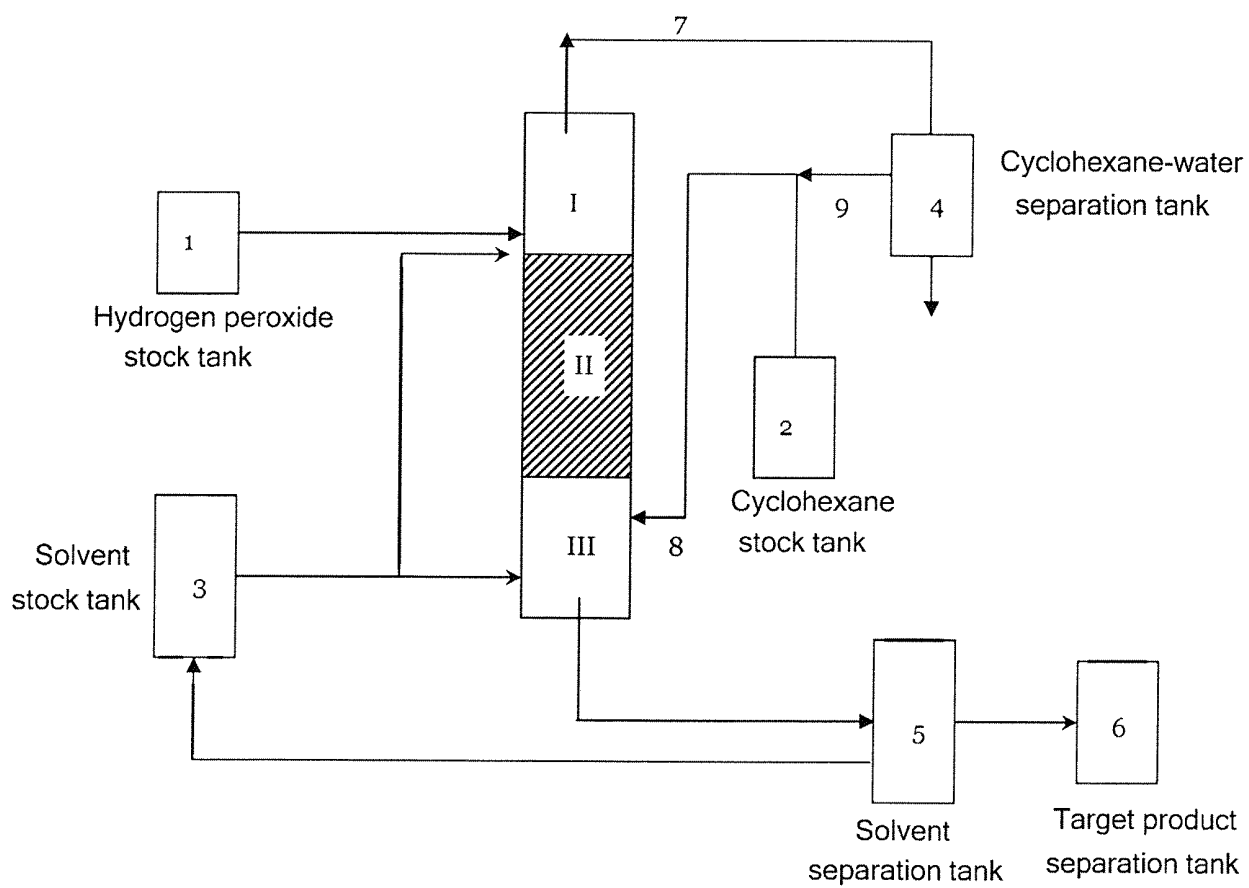 7
I
Cyclohexane-water
separation tank
9
4
1
Hydrogen peroxide
stock tank
II
2
Cyclohexane
stock tank
III
8
Solvent
stock tank
3
5
6
Solvent
separation tank
Target product
separation tank